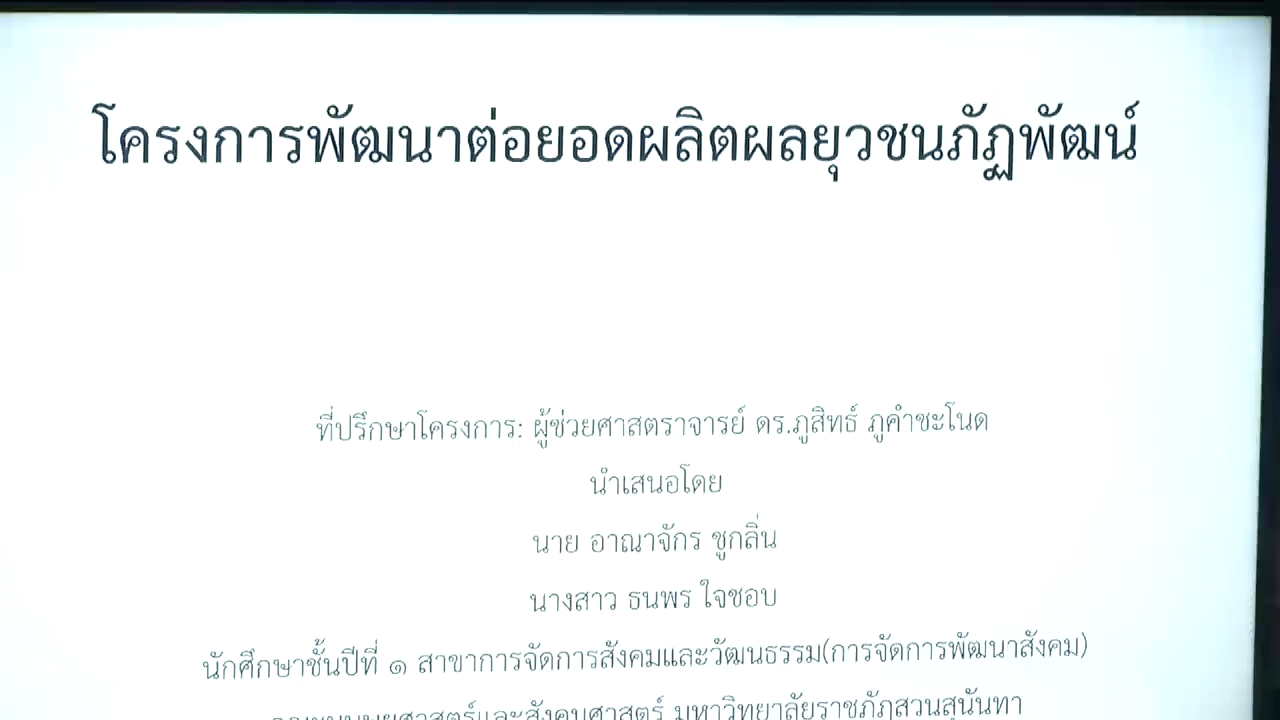 โครงการพัฒนาต่อยอดผลิตผลยุวชนภัฏพัฒน์
ที่ปรึกษาโครงการ: ผู้ช่วยศาสตราจารย์ ดร.ภูสิทธ์ ภูคำชะโนด
นำเสนอโดย
นาย อาณาจักร ชูกลิ่น
นางสาว ธนพร ใจชอบ
นักศึกษาชั้นปีที่ ๑ สาขาการจัดการสังคมและวัฒนธรรม(การจัดการพัฒนาสังคม)
คณะมนุษยศาสตร์และสังคมศาสตร์ มหาวิทยาลัยราชภัฏสวนสุนันทา